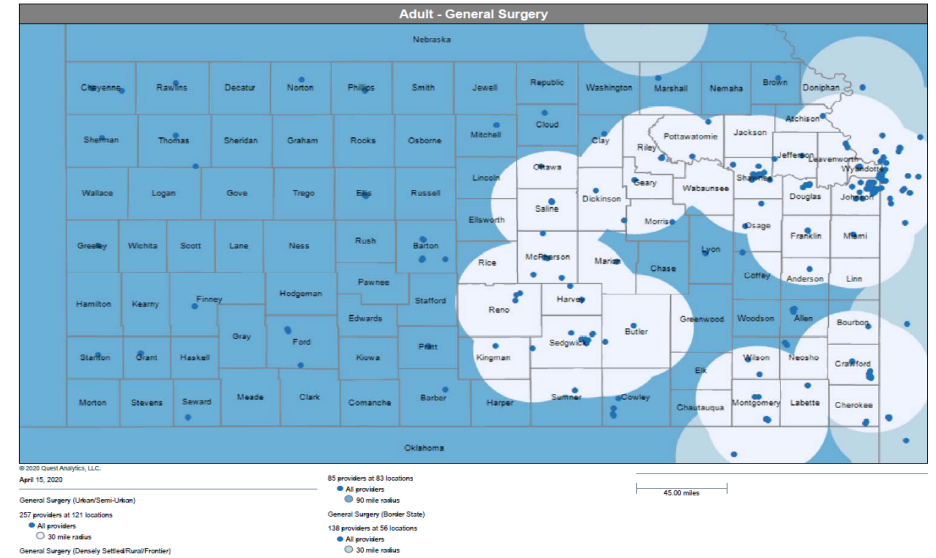 Adult - General Surgery
Nebraska
Cheyenne Rawlins Decatur Norton Phillips Smith Jewell Republic Washington Marshall Nemaha Brown Doniphan
Sherman Thomas Sheridan Graham Rooks Osborne Mitchell Cloud Clay Riley Pottawatomie Jackson Atchison
Jefferson Leavenworth Wyandotte
Wallace Logan Gove Trego Ellis Russell Lincoln Ottawa Geary Wabaunsee Shawnee Douglas Johnson
Ellsworth Saline Dickinson Morris Osage Franklin Miami
Greeley Wichita Scott Lane Ness Rush Barton Rice McPherson Marion Chase Lyon Coffey Anderson Linn
Hamilton Kearny Finney Hodgeman Pawnee Stafford Reno Harvey Greenwood Woodson Allen Bourbon
Gray Ford Edwards Sedgwick Butler
Stanton Grant Haskell Kiowa Pratt Kingman Elk Wilson Neosho Crawford
Morton Stevens Seward Meade Clark Comanche Barber Harper Sumner Cowley Chautauqua Montgomery Labette Cherokee
Oklahoma
© 2020 Quest Analytics, LLC.
April 15, 2020
General Surgery (Urban/Semi-Urban)
257 providers at 121 locations
All providers
30 mile radius
General Surgery (Densely Settled/Rural/Frontier)
85 providers at 83 locations
All providers
90 mile radius
General Surgery (Border State)
138 providers at 56 locations
All providers
30 mile radius
45.00 miles